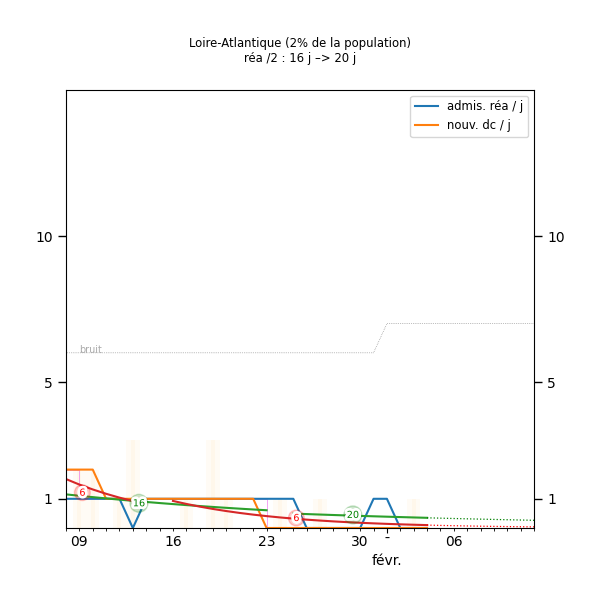 Loire-Atlantique (2% de la population)
réa /2 : 16 j –> 20 j
admis. réa / j
nouv. dc / j
10
10
bruit
5
5
6
16
6
20
1
1
09
16
23
30
06
févr.